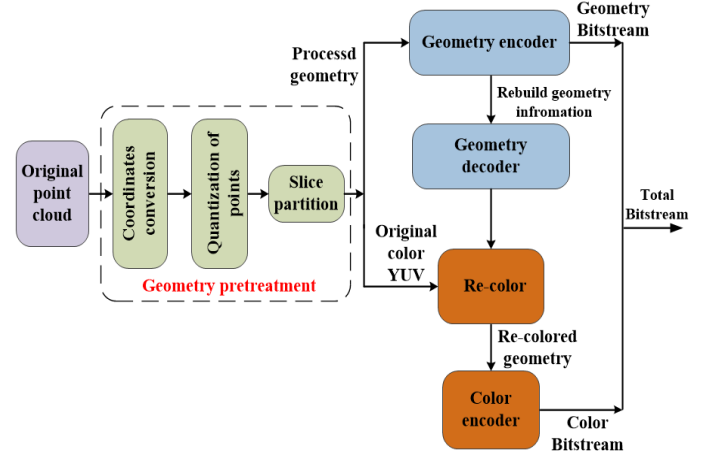 Original
point
cloud
Coordinates
conversion
Quantization of
points
Slice
partition
Geometry pretreatment
Processd
geometry
Geometry encoder
Geometry
Bitstream
Rebuild geometry
infromation
Geometry
decoder
Original
color
YUV
Re-color
Re-colored
geometry
Color
encoder
Color
Bitstream
Total
Bitstream